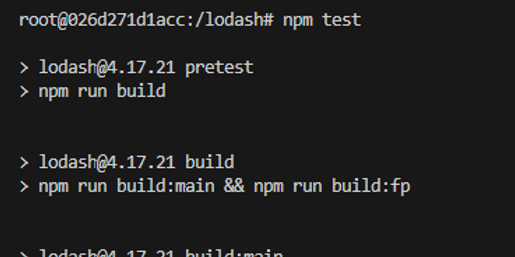 root@026d271d1acc:/lodash# npm test
> lodash@4.17.21 pretest
> npm run build
> lodash@4.17.21 build
> npm run build:main && npm run build:fp
> lodash@4.17.21 build:main